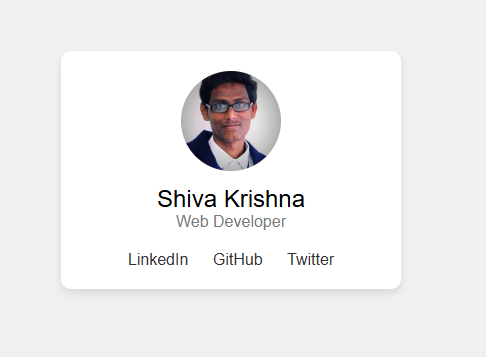 Shiva Krishna
Web Developer
LinkedIn GitHub Twitter